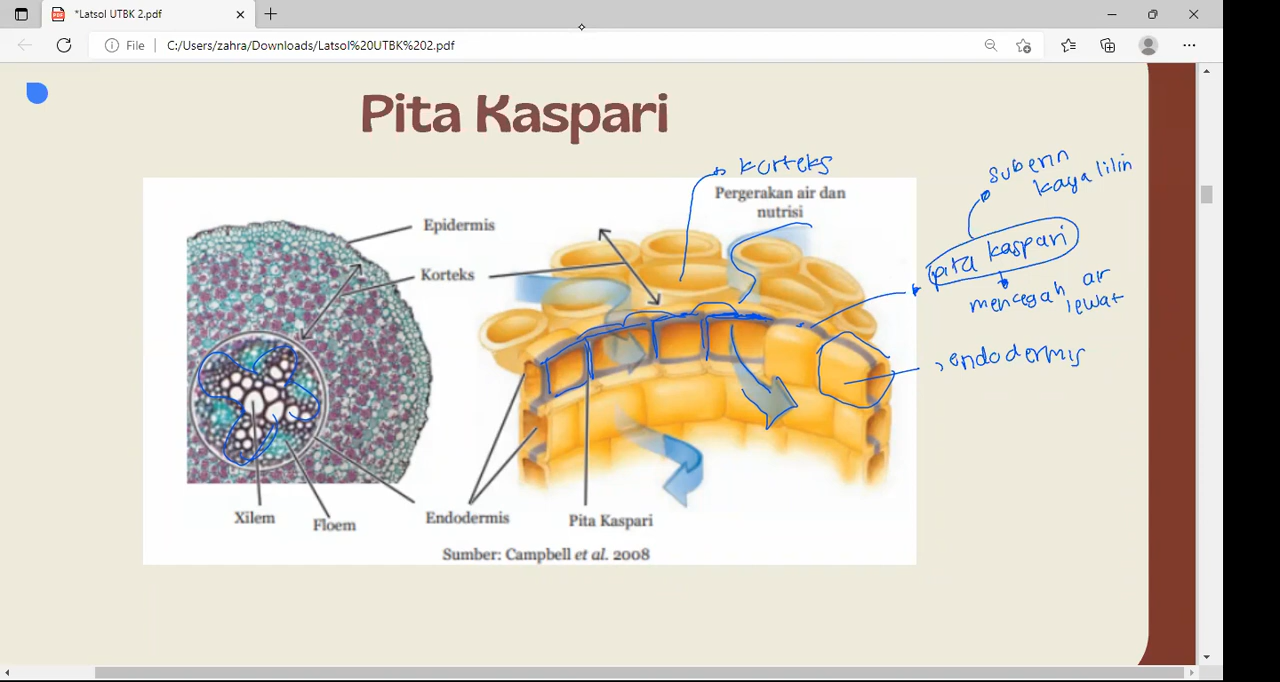 *Latsol UTBK 2.pdf
File
C:/Users/zahra/Downloads/Latsol%20UTBK%202.pdf
Pita Kaspari
korteks
suberin
kaya lilin
Pergerakan air dan
nutrisi
Epidermis
pita kaspari
Korteks
mencegah air
lewat
endodermis
Xilem
Floem
Endodermis
Pita Kaspari
Sumber: Campbell et al. 2008